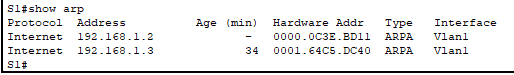 S1#show arp
Protocol  Address          Age (min)  Hardware Addr   Type   Interface
Internet  192.168.1.2             -   0000.0C3E.BD11  ARPA   Vlan1
Internet  192.168.1.3            34   0001.64C5.DC40  ARPA   Vlan1
S1#